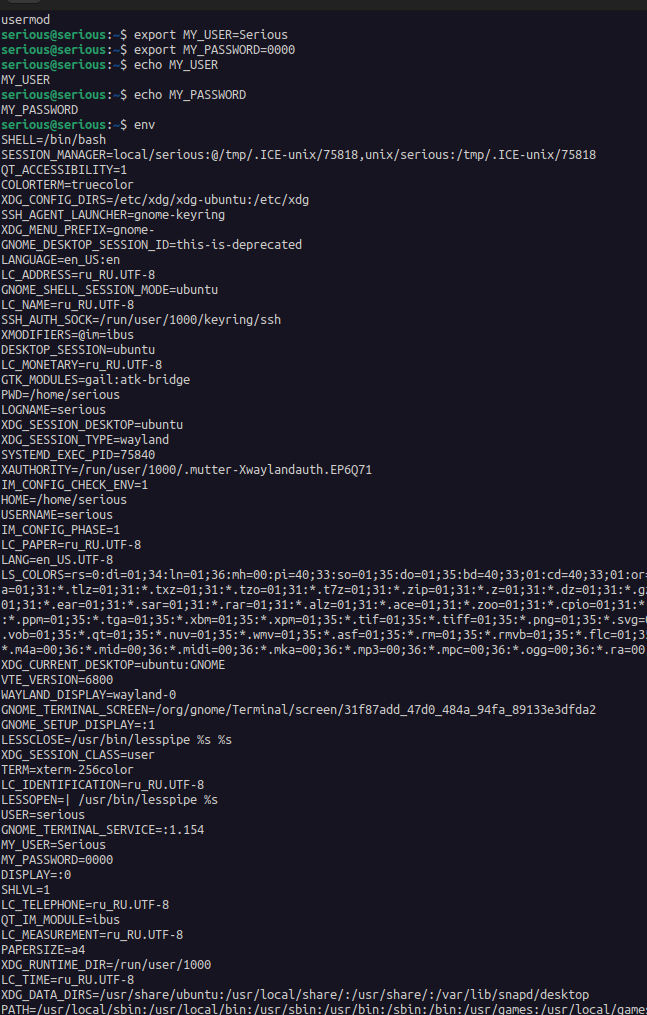 usermod
serious@serious:~$ export MY_USER=Serious
serious@serious:~$ export MY_PASSWORD=0000
serious@serious:~$ echo MY_USER
MY_USER
serious@serious:~$ echo MY_PASSWORD
MY_PASSWORD
serious@serious:~$ env
SHELL=/bin/bash
SESSION_MANAGER=local/serious:@/tmp/.ICE-unix/75818,unix/serious:/tmp/.ICE-unix/75818
QT_ACCESSIBILITY=1
COLORTERM=truecolor
XDG_CONFIG_DIRS=/etc/xdg/xdg-ubuntu:/etc/xdg
SSH_AGENT_LAUNCHER=gnome-keyring
XDG_MENU_PREFIX=gnome-
GNOME_DESKTOP_SESSION_ID=this-is-deprecated
LANGUAGE=en_US:en
LC_ADDRESS=ru_RU.UTF-8
GNOME_SHELL_SESSION_MODE=ubuntu
LC_NAME=ru_RU.UTF-8
SSH_AUTH_SOCK=/run/user/1000/keyring/ssh
XMODIFIERS=@im=ibus
DESKTOP_SESSION=ubuntu
LC_MONETARY=ru_RU.UTF-8
GTK_MODULES=gail:atk-bridge
PWD=/home/serious
LOGNAME=serious
XDG_SESSION_DESKTOP=ubuntu
XDG_SESSION_TYPE=wayland
SYSTEMD_EXEC_PID=75840
XAUTHORITY=/run/user/1000/.mutter-Xwaylandauth.EP6Q71
IM_CONFIG_CHECK_ENV=1
HOME=/home/serious
USERNAME=serious
IM_CONFIG_PHASE=1
LC_PAPER=ru_RU.UTF-8
LANG=en_US.UTF-8
LS_COLORS=rs=0:di=01;34:ln=01;36:mh=00:pi=40;33:so=01;35:do=01;35:bd=40;33;01:cd=40;33;01:or=
a=01;31:*.tlz=01;31:*.txz=01;31:*.tzo=01;31:*.t7z=01;31:*.zip=01;31:*.z=01;31:*.dz=01;31:*.gz
01;31:*.ear=01;31:*.sar=01;31:*.rar=01;31:*.alz=01;31:*.ace=01;31:*.zoo=01;31:*.cpio=01;31:*
:*.ppm=01;35:*.tga=01;35:*.xbm=01;35:*.xpm=01;35:*.tif=01;35:*.tiff=01;35:*.png=01;35:*.svg=0
.vob=01;35:*.qt=01;35:*.nuv=01;35:*.wmv=01;35:*.asf=01;35:*.rm=01;35:*.rmvb=01;35:*.flc=01;35
*.m4a=00;36:*.mid=00;36:*.midi=00;36:*.mka=00;36:*.mp3=00;36:*.mpc=00;36:*.ogg=00;36:*.ra=00
XDG_CURRENT_DESKTOP=ubuntu:GNOME
VTE_VERSION=6800
WAYLAND_DISPLAY=wayland-0
GNOME_TERMINAL_SCREEN=/org/gnome/Terminal/screen/31f87add_47d0_484a_94fa_89133e3dfda2
GNOME_SETUP_DISPLAY=:1
LESSCLOSE=/usr/bin/lesspipe %s %s
XDG_SESSION_CLASS=user
TERM=xterm-256color
LC_IDENTIFICATION=ru_RU.UTF-8
LESSOPEN=| /usr/bin/lesspipe %s
USER=serious
GNOME_TERMINAL_SERVICE=:1.154
MY_USER=Serious
MY_PASSWORD=0000
DISPLAY=:0
SHLVL=1
LC_TELEPHONE=ru_RU.UTF-8
QT_IM_MODULE=ibus
LC_MEASUREMENT=ru_RU.UTF-8
PAPERSIZE=a4
XDG_RUNTIME_DIR=/run/user/1000
LC_TIME=ru_RU.UTF-8
XDG_DATA_DIRS=/usr/share/ubuntu:/usr/local/share/:/usr/share/:/var/lib/snapd/desktop
PATH=/usr/local/sbin:/usr/local/bin:/usr/sbin:/usr/bin:/sbin:/bin:/usr/games:/usr/local/games